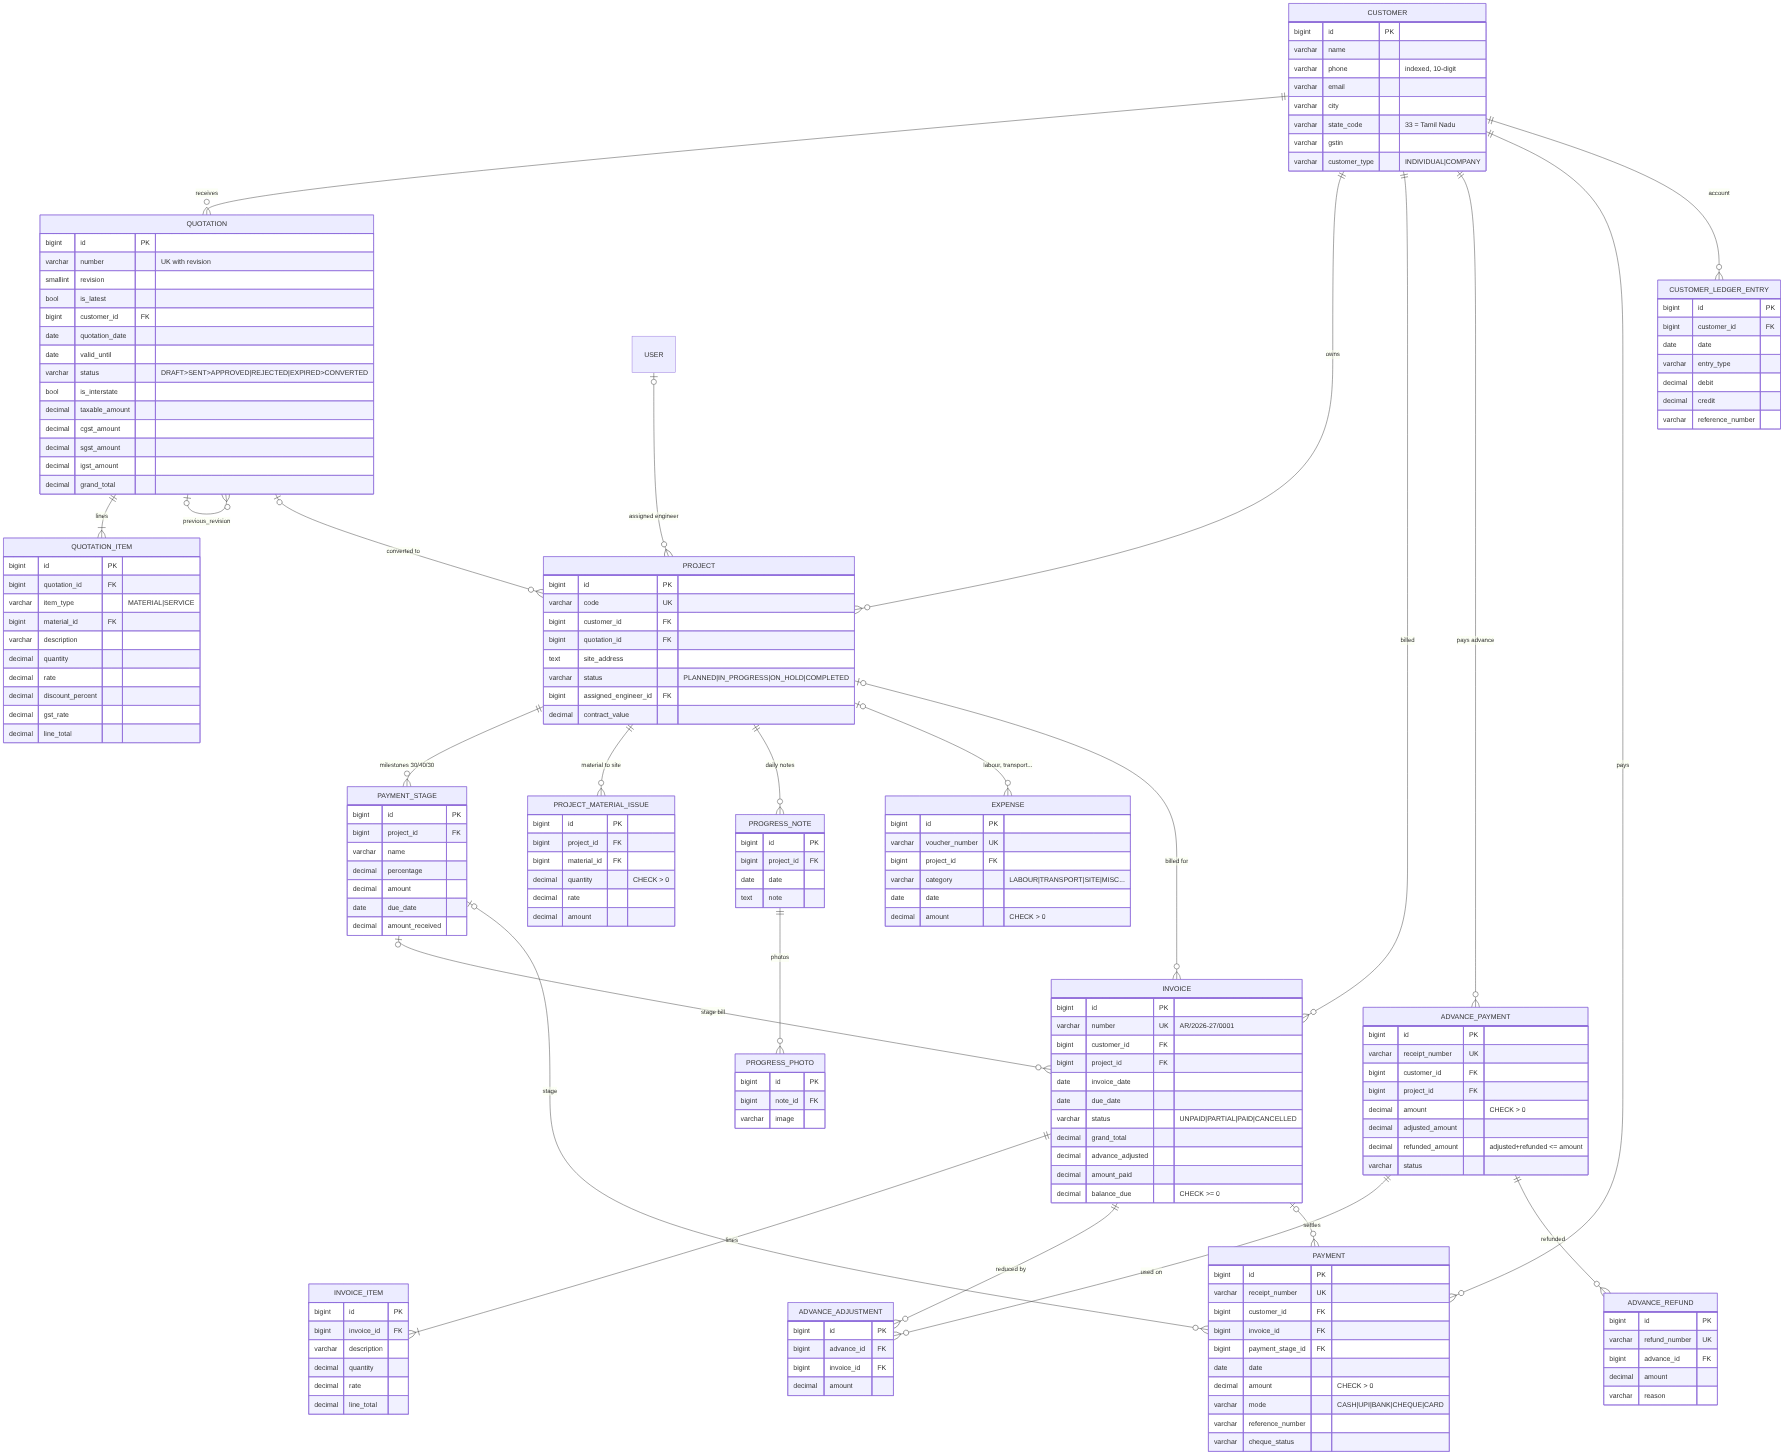 CUSTOMER
bigint id PK
varchar name
varchar phone indexed, 10-digit
varchar email
varchar city
varchar state_code 33 = Tamil Nadu
varchar gstin
varchar customer_type INDIVIDUAL|COMPANY
receives
account
QUOTATION
bigint id PK
varchar number UK with revision
smallint revision
bool is_latest
bigint customer_id FK
date quotation_date
date valid_until
varchar status DRAFT>SENT>APPROVED|REJECTED|EXPIRED>CONVERTED
bool is_interstate
decimal taxable_amount
decimal cgst_amount
decimal sgst_amount
decimal igst_amount
decimal grand_total
CUSTOMER_LEDGER_ENTRY
bigint id PK
bigint customer_id FK
date date
varchar entry_type
decimal debit
decimal credit
varchar reference_number
USER
owns
lines
previous_revision
converted to
assigned engineer
billed
pays advance
QUOTATION_ITEM
bigint id PK
bigint quotation_id FK
varchar item_type MATERIAL|SERVICE
bigint material_id FK
varchar description
decimal quantity
decimal rate
decimal discount_percent
decimal gst_rate
decimal line_total
PROJECT
bigint id PK
varchar code UK
bigint customer_id FK
bigint quotation_id FK
text site_address
varchar status PLANNED|IN_PROGRESS|ON_HOLD|COMPLETED
bigint assigned_engineer_id FK
decimal contract_value
milestones 30/40/30
material to site
daily notes
labour, transport...
pays
billed for
PAYMENT_STAGE
bigint id PK
bigint project_id FK
varchar name
decimal percentage
decimal amount
date due_date
decimal amount_received
PROJECT_MATERIAL_ISSUE
bigint id PK
bigint project_id FK
bigint material_id FK
decimal quantity CHECK > 0
decimal rate
decimal amount
PROGRESS_NOTE
bigint id PK
bigint project_id FK
date date
text note
EXPENSE
bigint id PK
varchar voucher_number UK
bigint project_id FK
varchar category LABOUR|TRANSPORT|SITE|MISC...
date date
decimal amount CHECK > 0
photos
stage bill
stage
PROGRESS_PHOTO
bigint id PK
bigint note_id FK
varchar image
INVOICE
bigint id PK
varchar number UK AR/2026-27/0001
bigint customer_id FK
bigint project_id FK
date invoice_date
date due_date
varchar status UNPAID|PARTIAL|PAID|CANCELLED
decimal grand_total
decimal advance_adjusted
decimal amount_paid
decimal balance_due CHECK >= 0
ADVANCE_PAYMENT
bigint id PK
varchar receipt_number UK
bigint customer_id FK
bigint project_id FK
decimal amount CHECK > 0
decimal adjusted_amount
decimal refunded_amount adjusted+refunded <= amount
varchar status
lines
reduced by
used on
settles
refunded
INVOICE_ITEM
bigint id PK
bigint invoice_id FK
varchar description
decimal quantity
decimal rate
decimal line_total
ADVANCE_ADJUSTMENT
bigint id PK
bigint advance_id FK
bigint invoice_id FK
decimal amount
PAYMENT
bigint id PK
varchar receipt_number UK
bigint customer_id FK
bigint invoice_id FK
bigint payment_stage_id FK
date date
decimal amount CHECK > 0
varchar mode CASH|UPI|BANK|CHEQUE|CARD
varchar reference_number
varchar cheque_status
ADVANCE_REFUND
bigint id PK
varchar refund_number UK
bigint advance_id FK
decimal amount
varchar reason